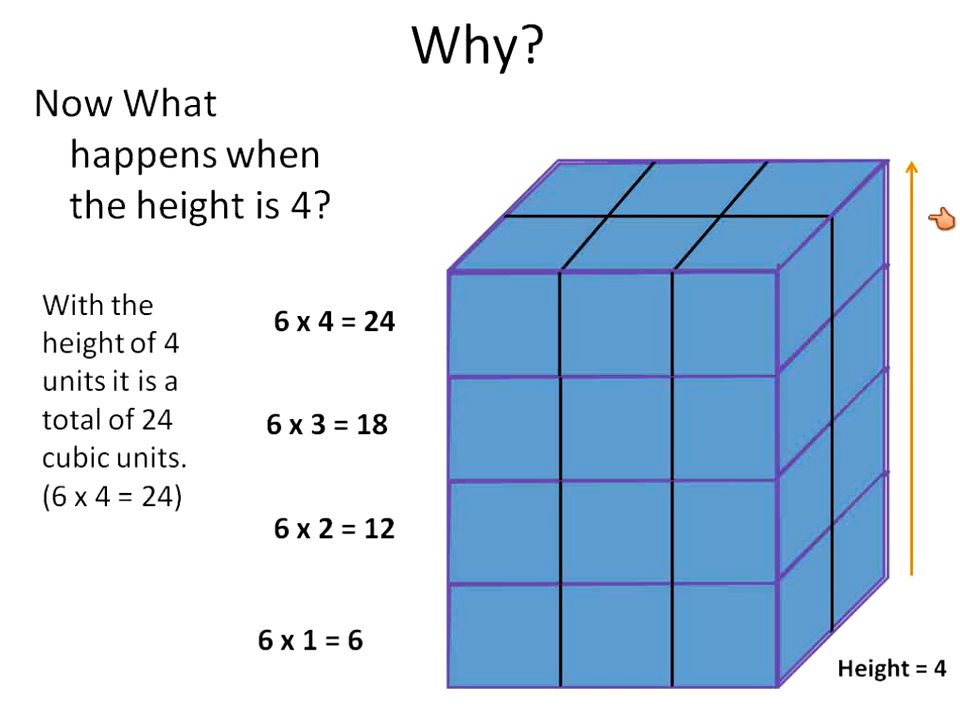 Why?
Now What
happens when
the height is 4?
With the
height of 4
units it is a
total of 24
cubic units.
(6 x 4 = 24)
6 x 4 = 24
6 x 3 = 18
6 x 2 = 12
6 x 1 = 6
Height = 4